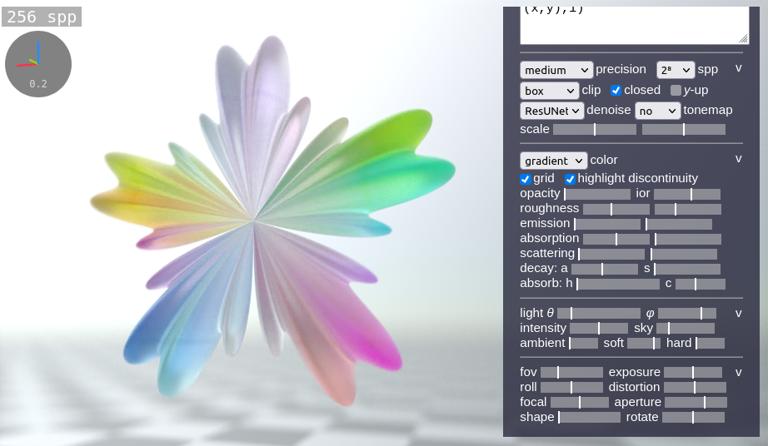 256 spp
0.2
(x,y),1)
medium precision 2⁸ spp v
box clip closed y-up
ResUNet denoise no tonemap
scale
gradient color v
grid highlight discontinuity
opacity ior
roughness
emission
absorption
scattering
decay: a s
absorb: h c
light θ φ v
intensity sky
ambient soft hard
fov exposure v
roll distortion
focal aperture
shape rotate